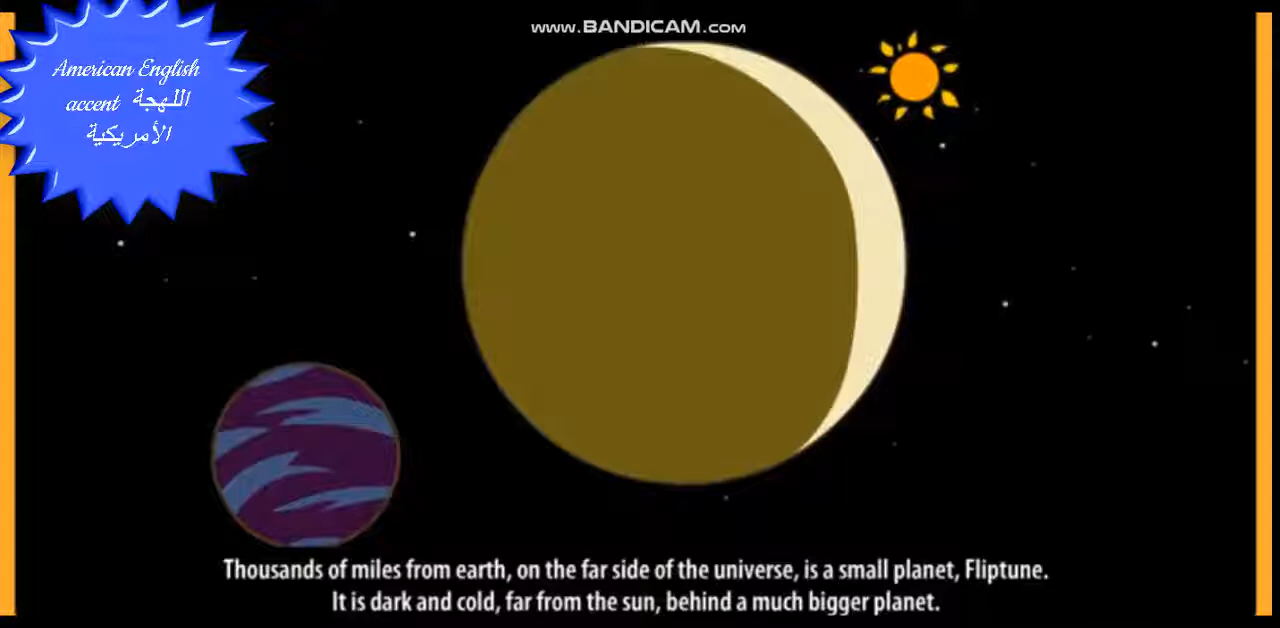 www.BANDICAM.com
American English
accent اللهجة
الأمريكية
Thousands of miles from earth, on the far side of the universe, is a small planet, Fliptune.
It is dark and cold, far from the sun, behind a much bigger planet.